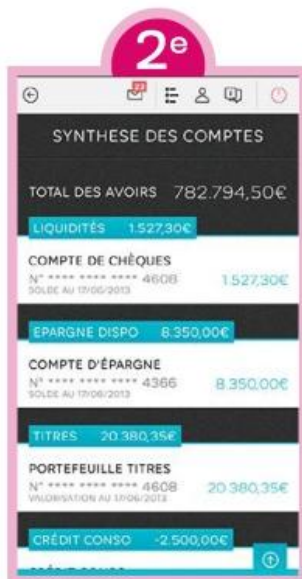 2e
23
SYNTHESE DES COMPTES
TOTAL DES AVOIRS 782.794,50€
LIQUIDITÉS 1.527,30€
COMPTE DE CHÈQUES
N° **** **** **** 4608 1.527,30€
SOLDE AU 17/06/2013
EPARGNE DISPO 8.350,00€
COMPTE D'ÉPARGNE
N° **** **** **** 4366 8.350,00€
SOLDE AU 17/06/2013
TITRES 20.380,35€
PORTEFEUILLE TITRES
N° **** **** **** 4608 20.380,35€
VALORISATION AU 17/06/2013
CRÉDIT CONSO -2.500,00€